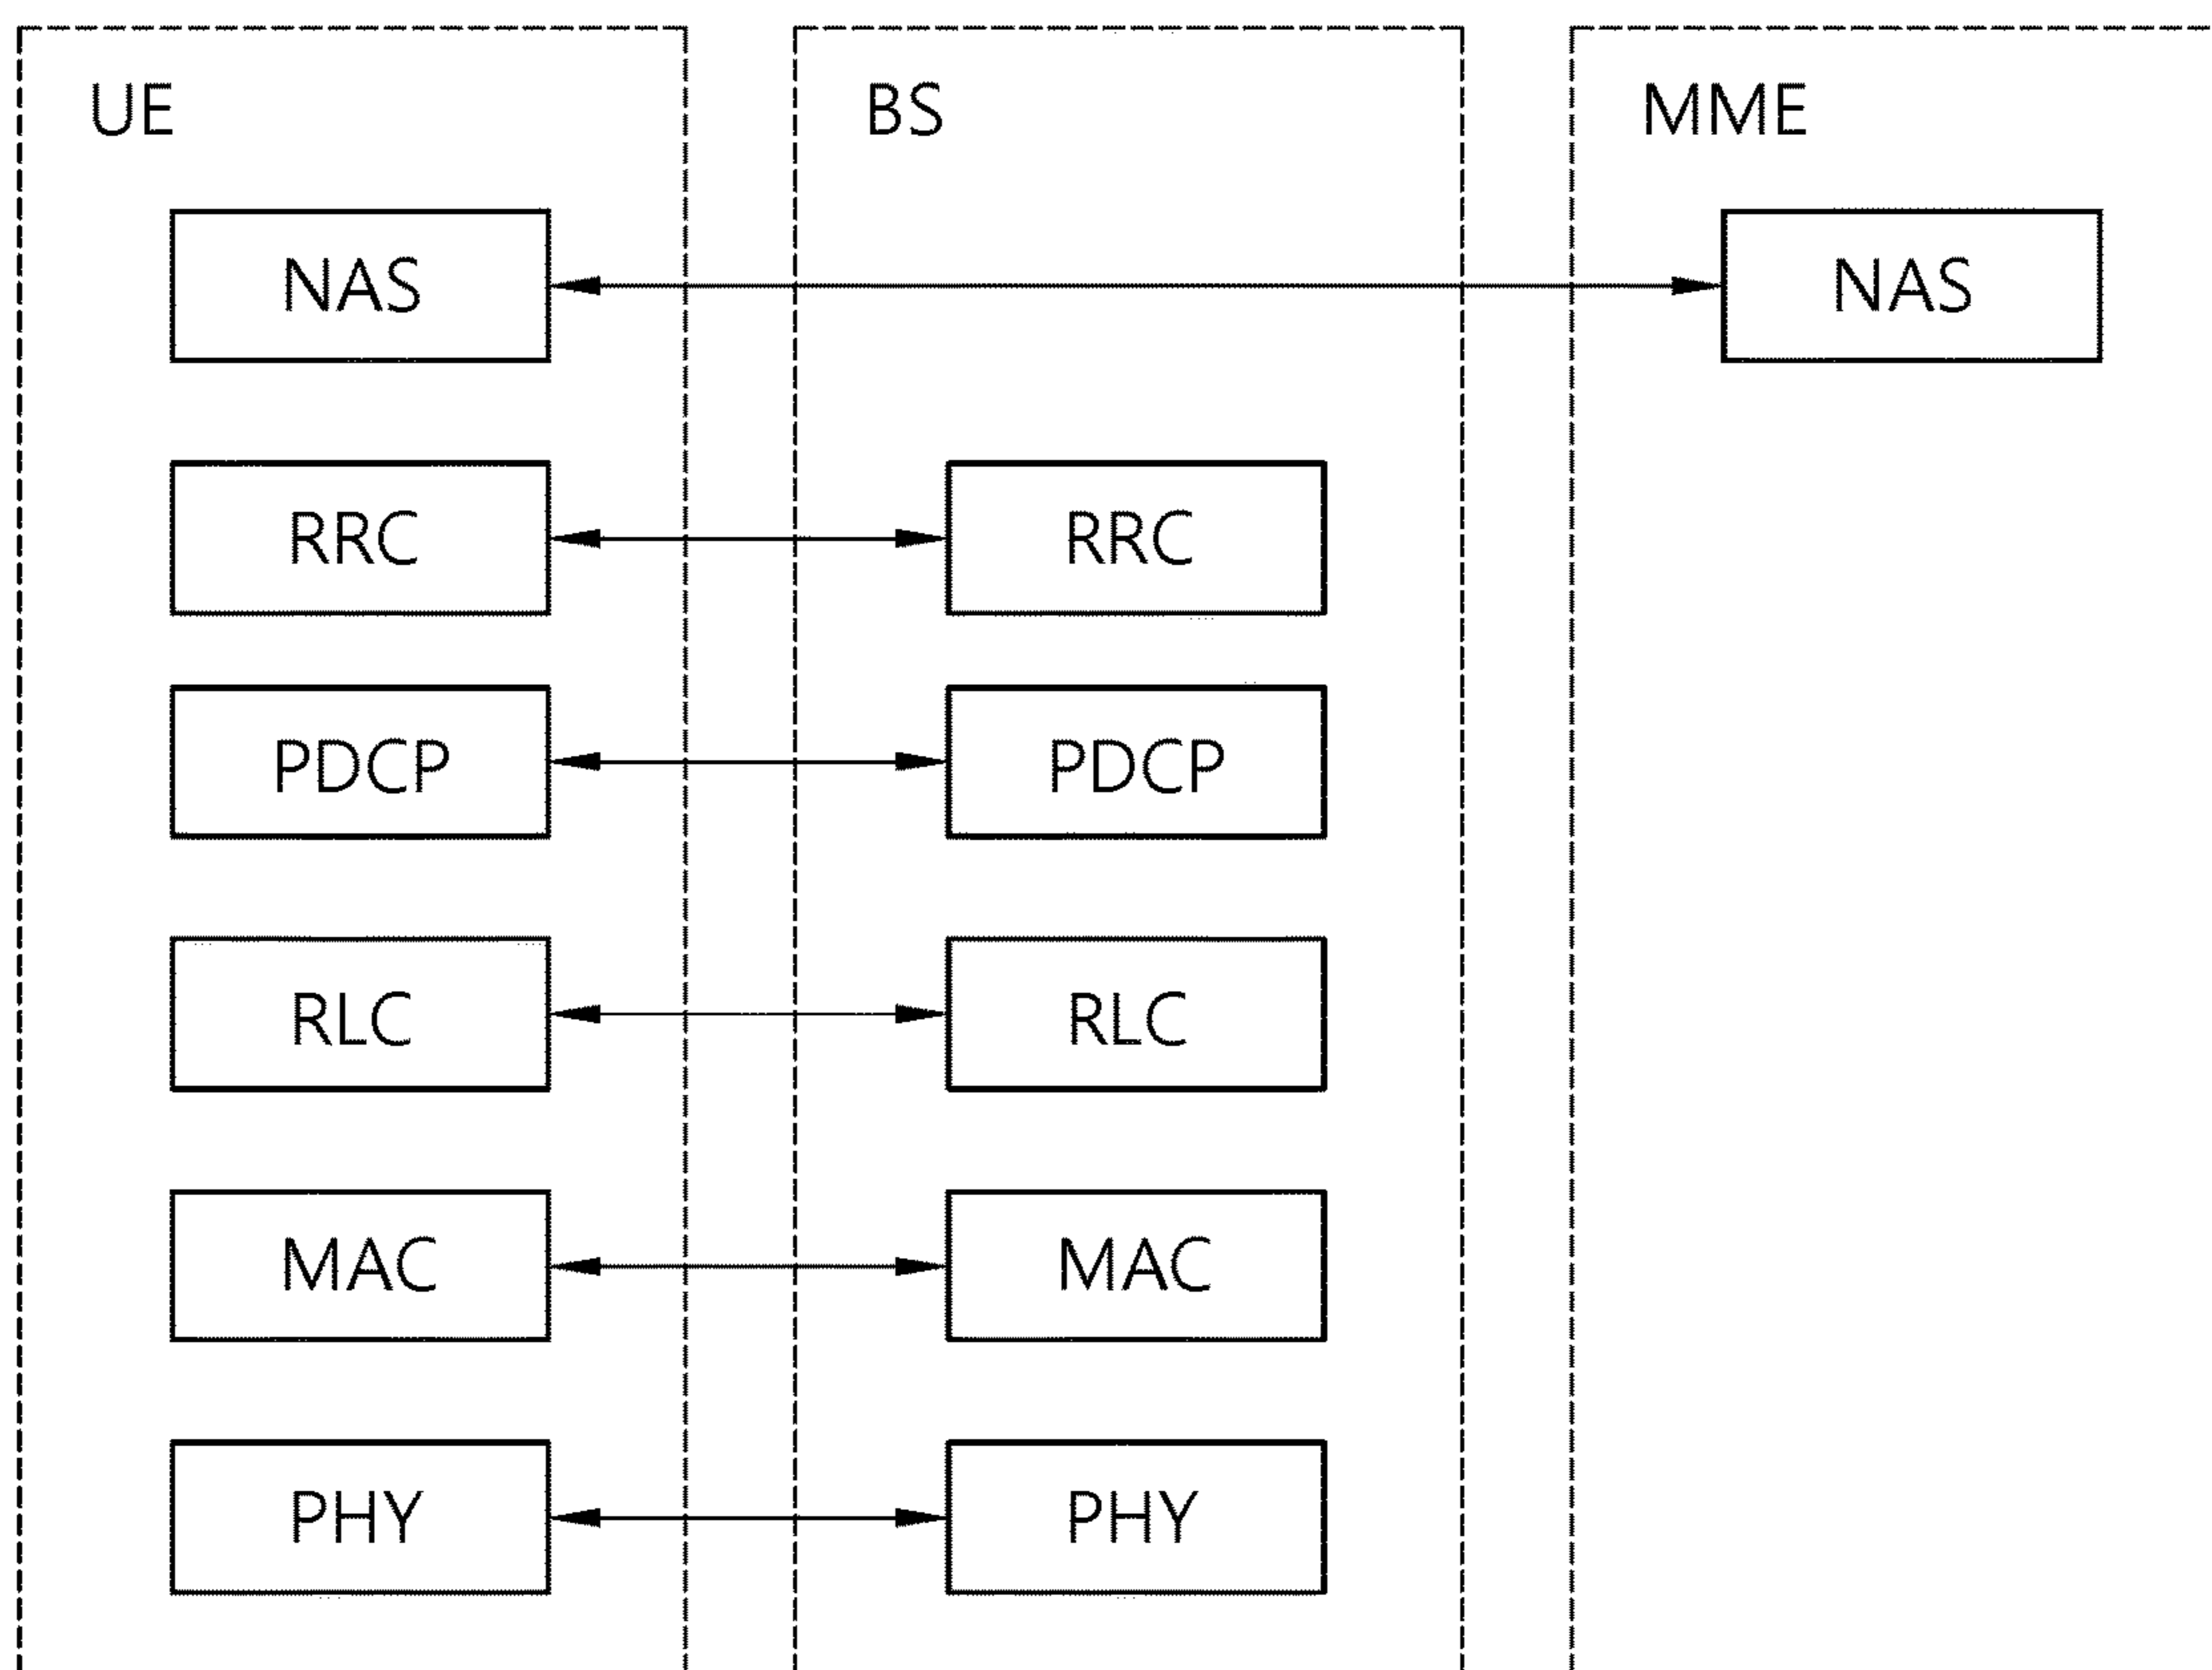 UE
BS
MME
NAS
NAS
RRC
RRC
PDCP
PDCP
RLC
RLC
MAC
MAC
PHY
PHY